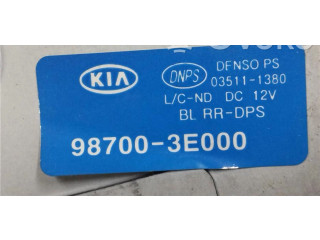 KIA
DNPS
DENSO PS
03511-1380
L/C-ND DC 12V
BL RR-DPS
98700-3E000